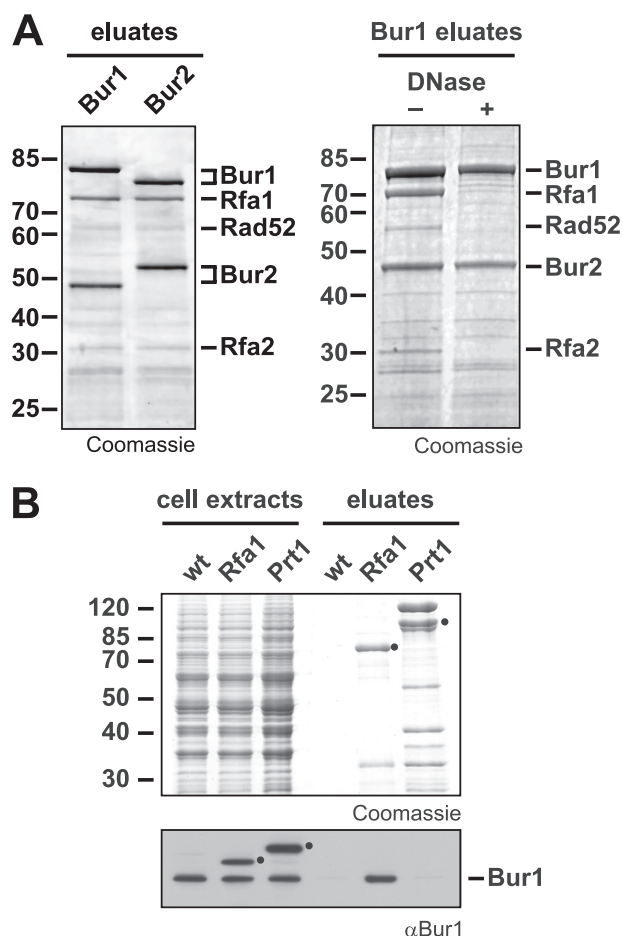 A
eluates
Bur1 Bur2
85
70
60
50
40
30
25
Bur1
Rfa1
Rad52
Bur2
Rfa2
Coomassie
Bur1 eluates
DNase
– +
85
70
60
50
40
30
25
Bur1
Rfa1
Rad52
Bur2
Rfa2
Coomassie
B
cell extracts eluates
wt Rfa1 Prt1 wt Rfa1 Prt1
120
85
70
50
40
30
Coomassie
Bur1
αBur1